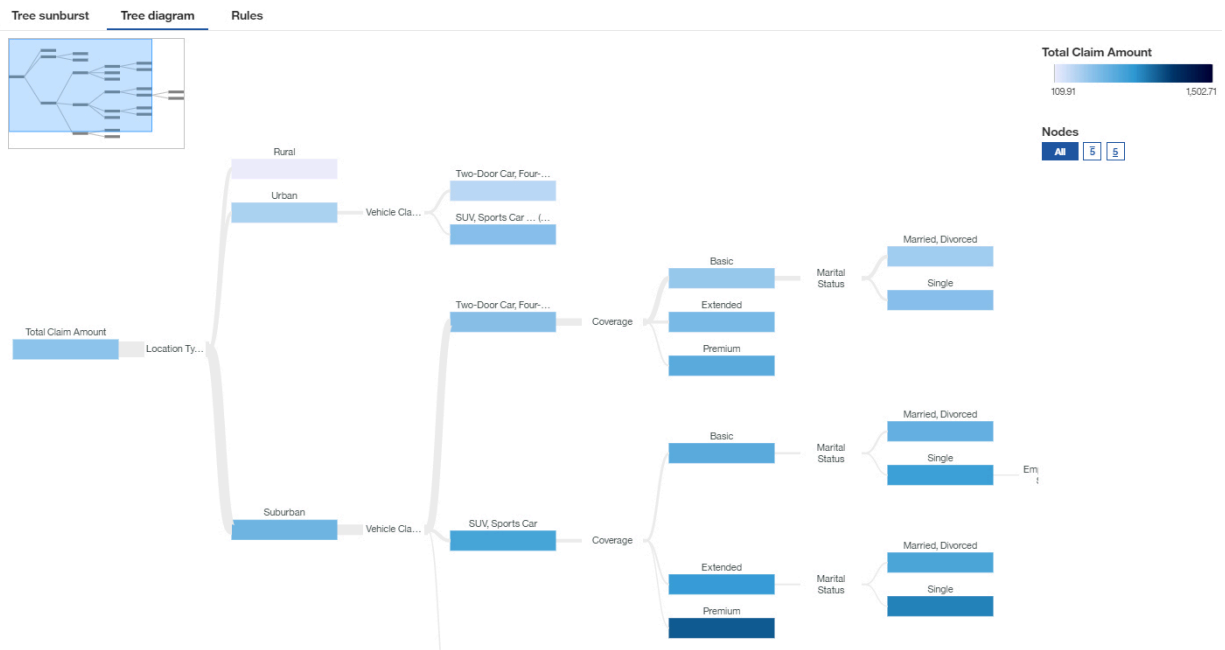 Tree sunburst Tree diagram Rules
Total Claim Amount
109.91 1,502.71
Nodes
All 5 5
Rural
Urban
Vehicle Cla...
Two-Door Car, Four-...
SUV, Sports Car ... (...
Total Claim Amount
Location Ty...
Suburban
Vehicle Cla...
Two-Door Car, Four-...
Coverage
Basic
Marital
Status
Married, Divorced
Single
Extended
Premium
SUV, Sports Car
Coverage
Basic
Marital
Status
Married, Divorced
Single
Em
Extended
Marital
Status
Married, Divorced
Single
Premium